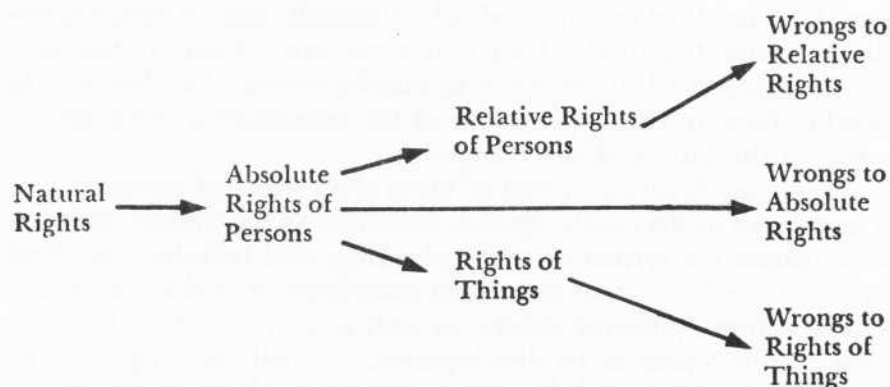 Natural
Rights
Absolute
Rights of
Persons
Relative Rights
of Persons
Rights of
Things
Wrongs to
Relative
Rights
Wrongs to
Absolute
Rights
Wrongs to
Rights of
Things